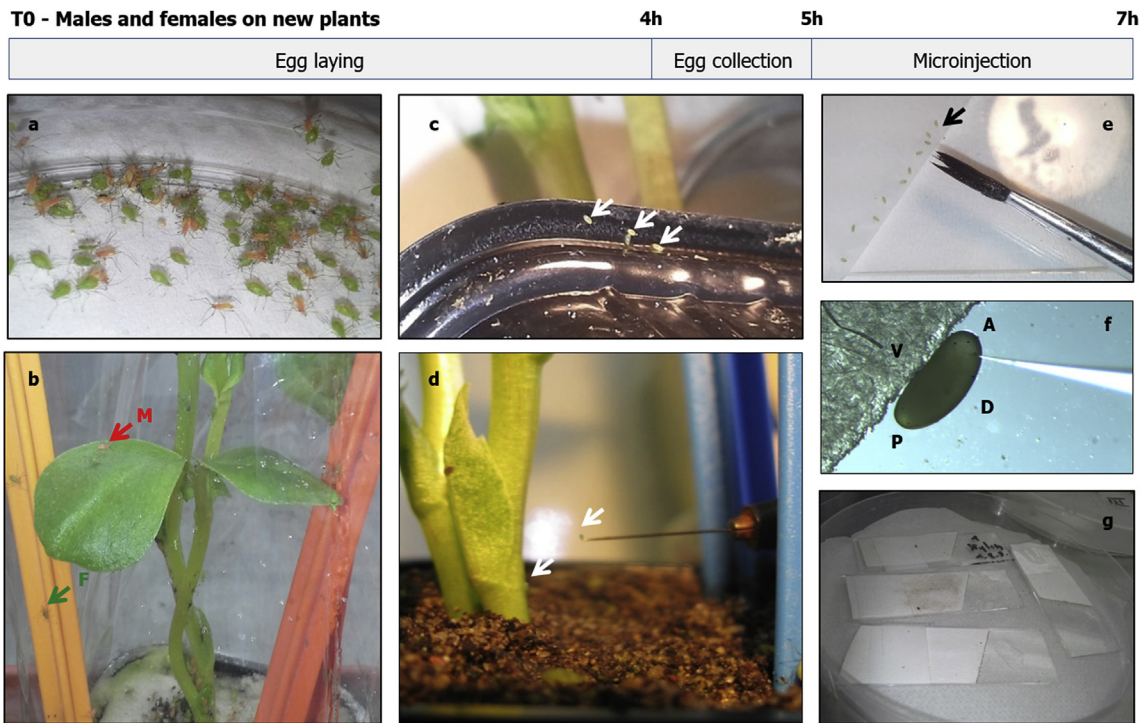 T0 - Males and females on new plants 4h 5h 7h
Egg laying Egg collection Microinjection
a
c
e
b
M
F
d
A
V
f
D
P
g